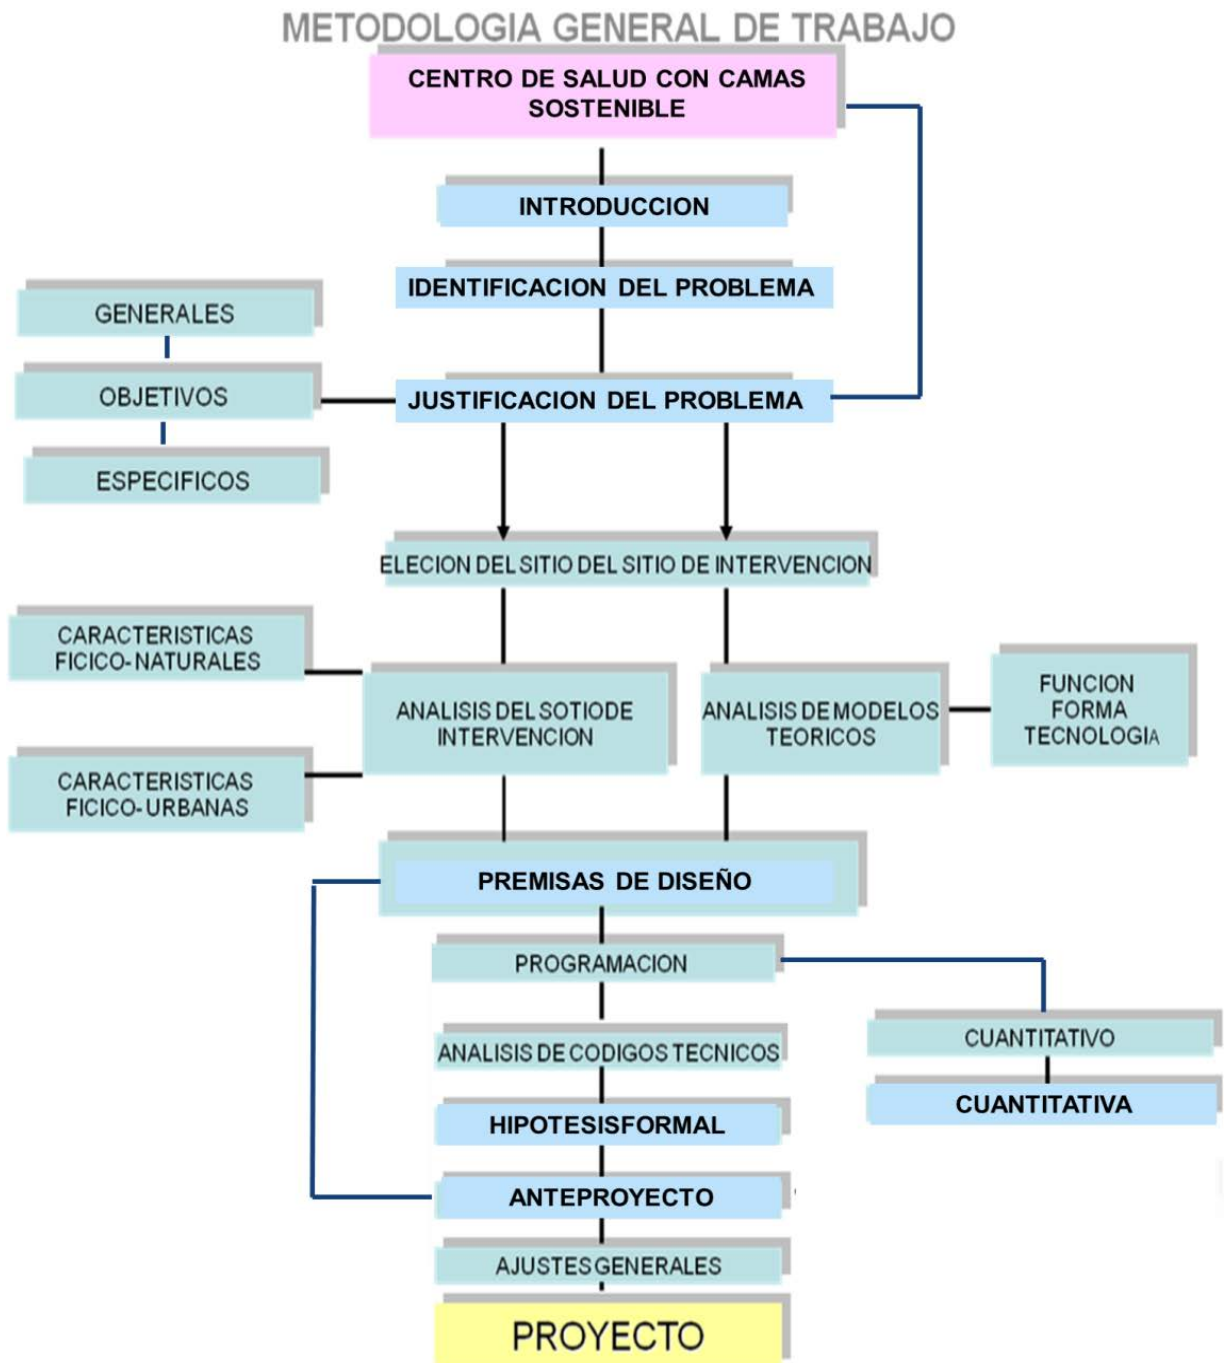 METODOLOGIA GENERAL DE TRABAJO
CENTRO DE SALUD CON CAMAS
SOSTENIBLE
INTRODUCCION
IDENTIFICACION DEL PROBLEMA
GENERALES
OBJETIVOS
JUSTIFICACION DEL PROBLEMA
ESPECIFICOS
ELECION DEL SITIO DEL SITIO DE INTERVENCION
CARACTERISTICAS
FICICO-NATURALES
ANALISIS DEL SOTIODE
INTERVENCION
ANALISIS DE MODELOS
TEORICOS
FUNCION
FORMA
TECNOLOGIA
CARACTERISTICAS
FICICO-URBANAS
PREMISAS DE DISEÑO
PROGRAMACION
CUANTITATIVO
ANALISIS DE CODIGOS TECNICOS
CUANTITATIVA
HIPOTESISFORMAL
ANTEPROYECTO
AJUSTES GENERALES
PROYECTO